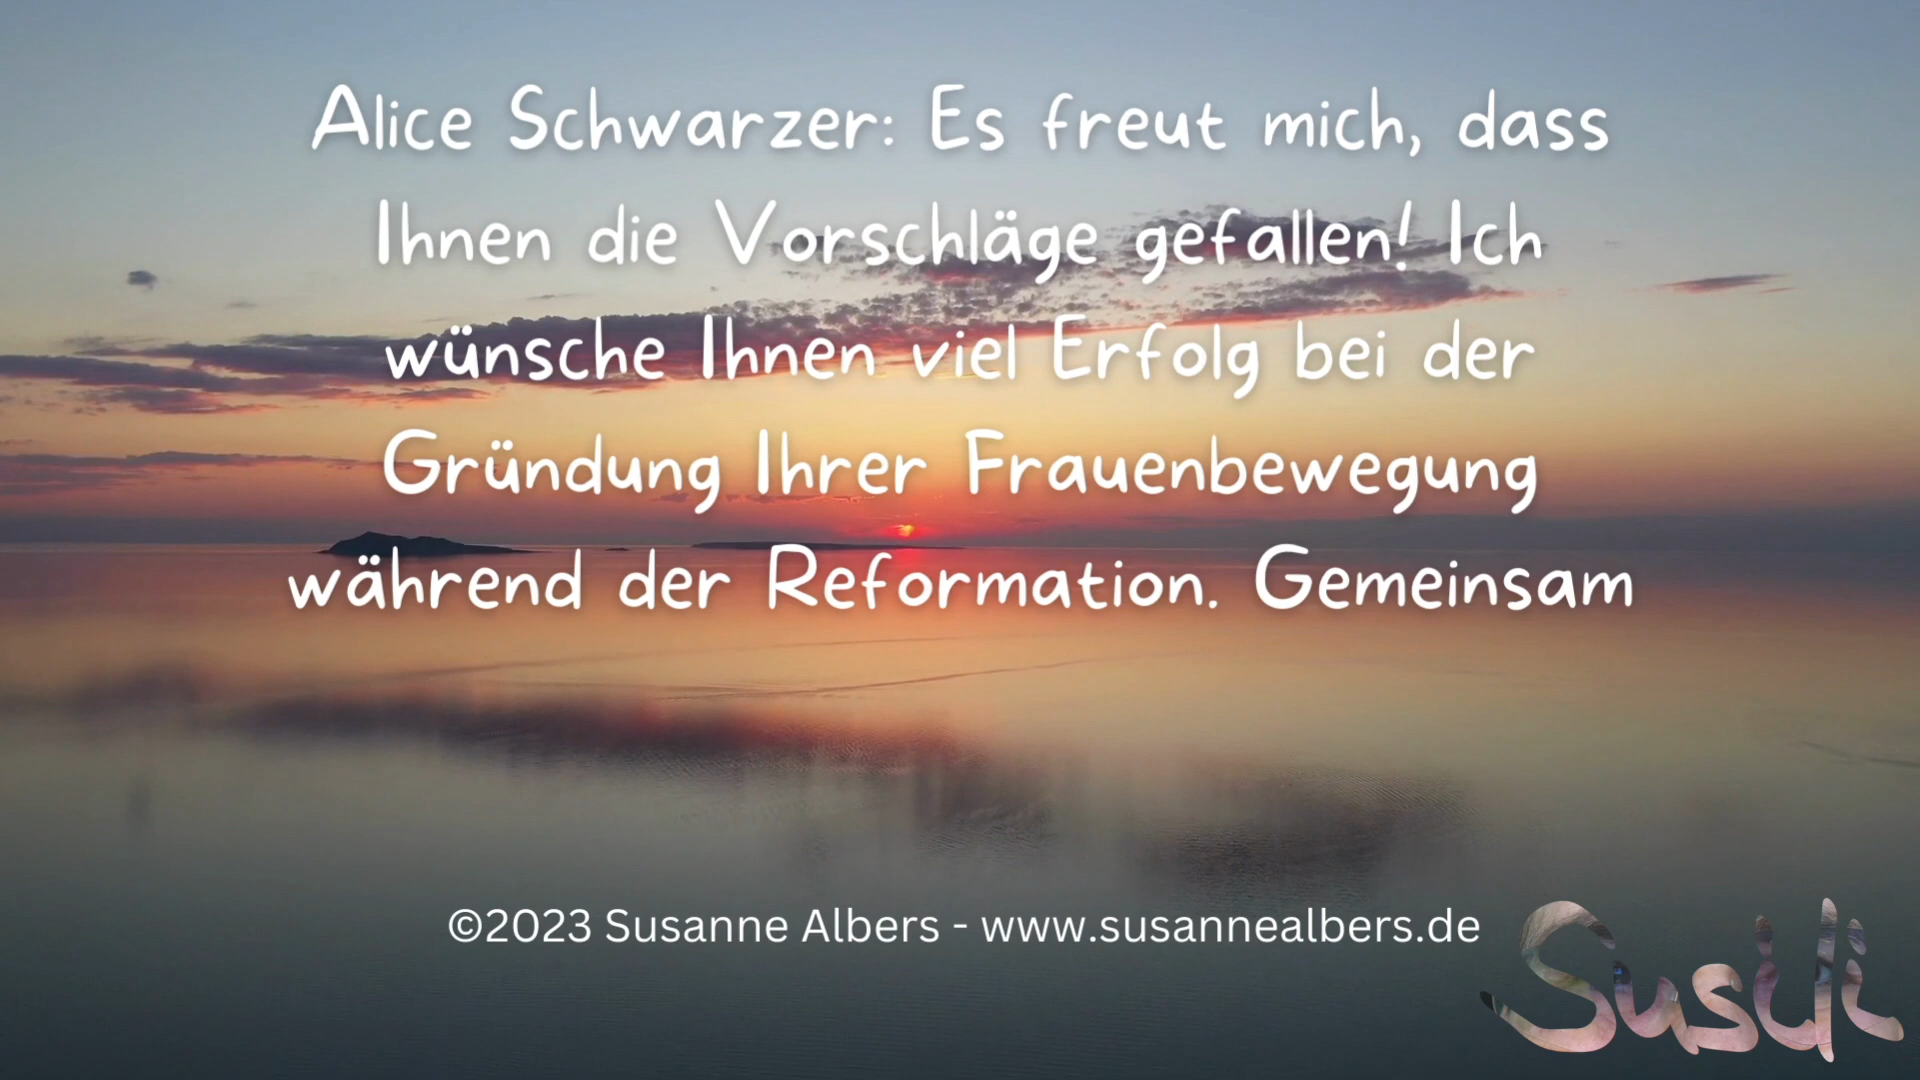 Alice Schwarzer: Es freut mich, dass
Ihnen die Vorschläge gefallen! Ich
wünsche Ihnen viel Erfolg bei der
Gründung Ihrer Frauenbewegung
während der Reformation. Gemeinsam
©2023 Susanne Albers - www.susannealbers.de
Susili